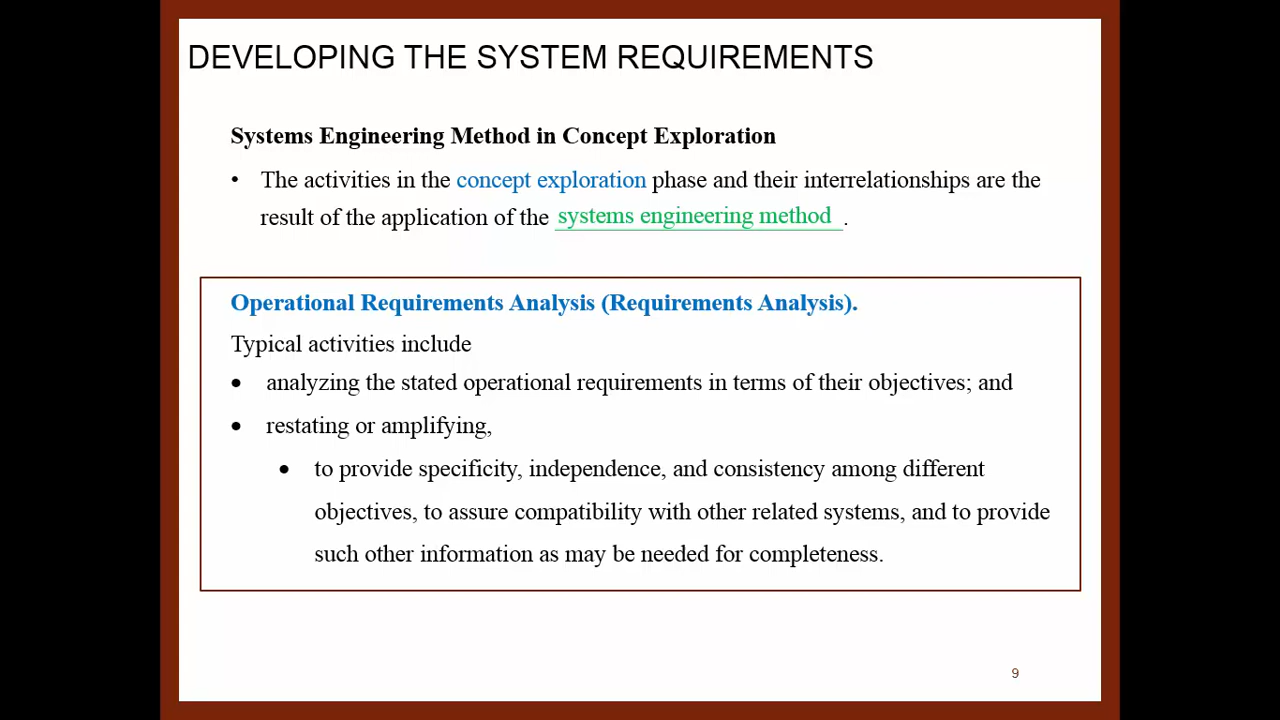 DEVELOPING THE SYSTEM REQUIREMENTS
Systems Engineering Method in Concept Exploration
• The activities in the concept exploration phase and their interrelationships are the
result of the application of the systems engineering method.
Operational Requirements Analysis (Requirements Analysis).
Typical activities include
• analyzing the stated operational requirements in terms of their objectives; and
• restating or amplifying,
• to provide specificity, independence, and consistency among different
objectives, to assure compatibility with other related systems, and to provide
such other information as may be needed for completeness.
9